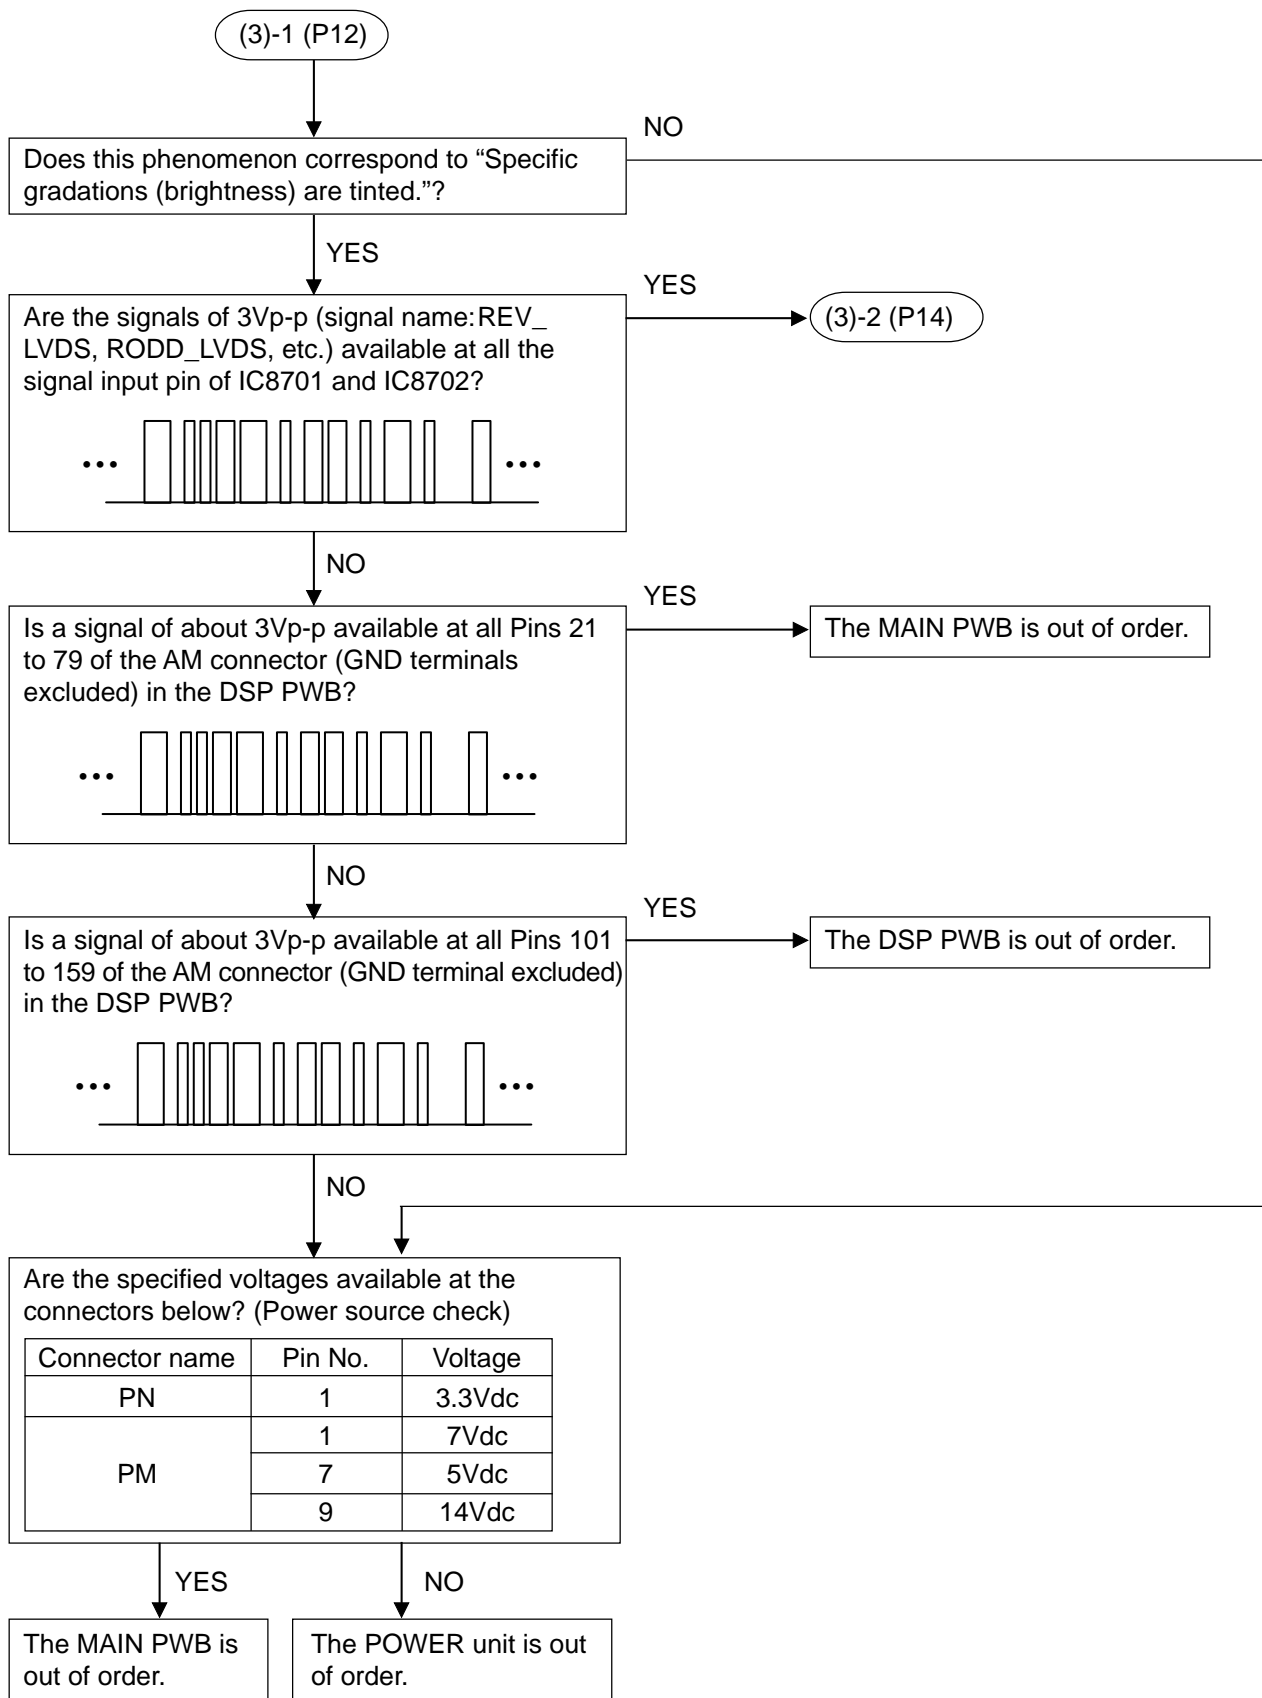 (3)-1 (P12)
NO
Does this phenomenon correspond to “Specific
gradations (brightness) are tinted.”?
YES
YES
Are the signals of 3Vp-p (signal name:REV_
LVDS, RODD_LVDS, etc.) available at all the
signal input pin of IC8701 and IC8702?
(3)-2 (P14)
NO
YES
Is a signal of about 3Vp-p available at all Pins 21
to 79 of the AM connector (GND terminals
excluded) in the DSP PWB?
The MAIN PWB is out of order.
NO
YES
Is a signal of about 3Vp-p available at all Pins 101
to 159 of the AM connector (GND terminal excluded)
in the DSP PWB?
The DSP PWB is out of order.
NO
Are the specified voltages available at the
connectors below? (Power source check)
Connector name Pin No. Voltage
PN 1 3.3Vdc
1 7Vdc
PM 7 5Vdc
9 14Vdc
YES
NO
The MAIN PWB is
out of order.
The POWER unit is out
of order.